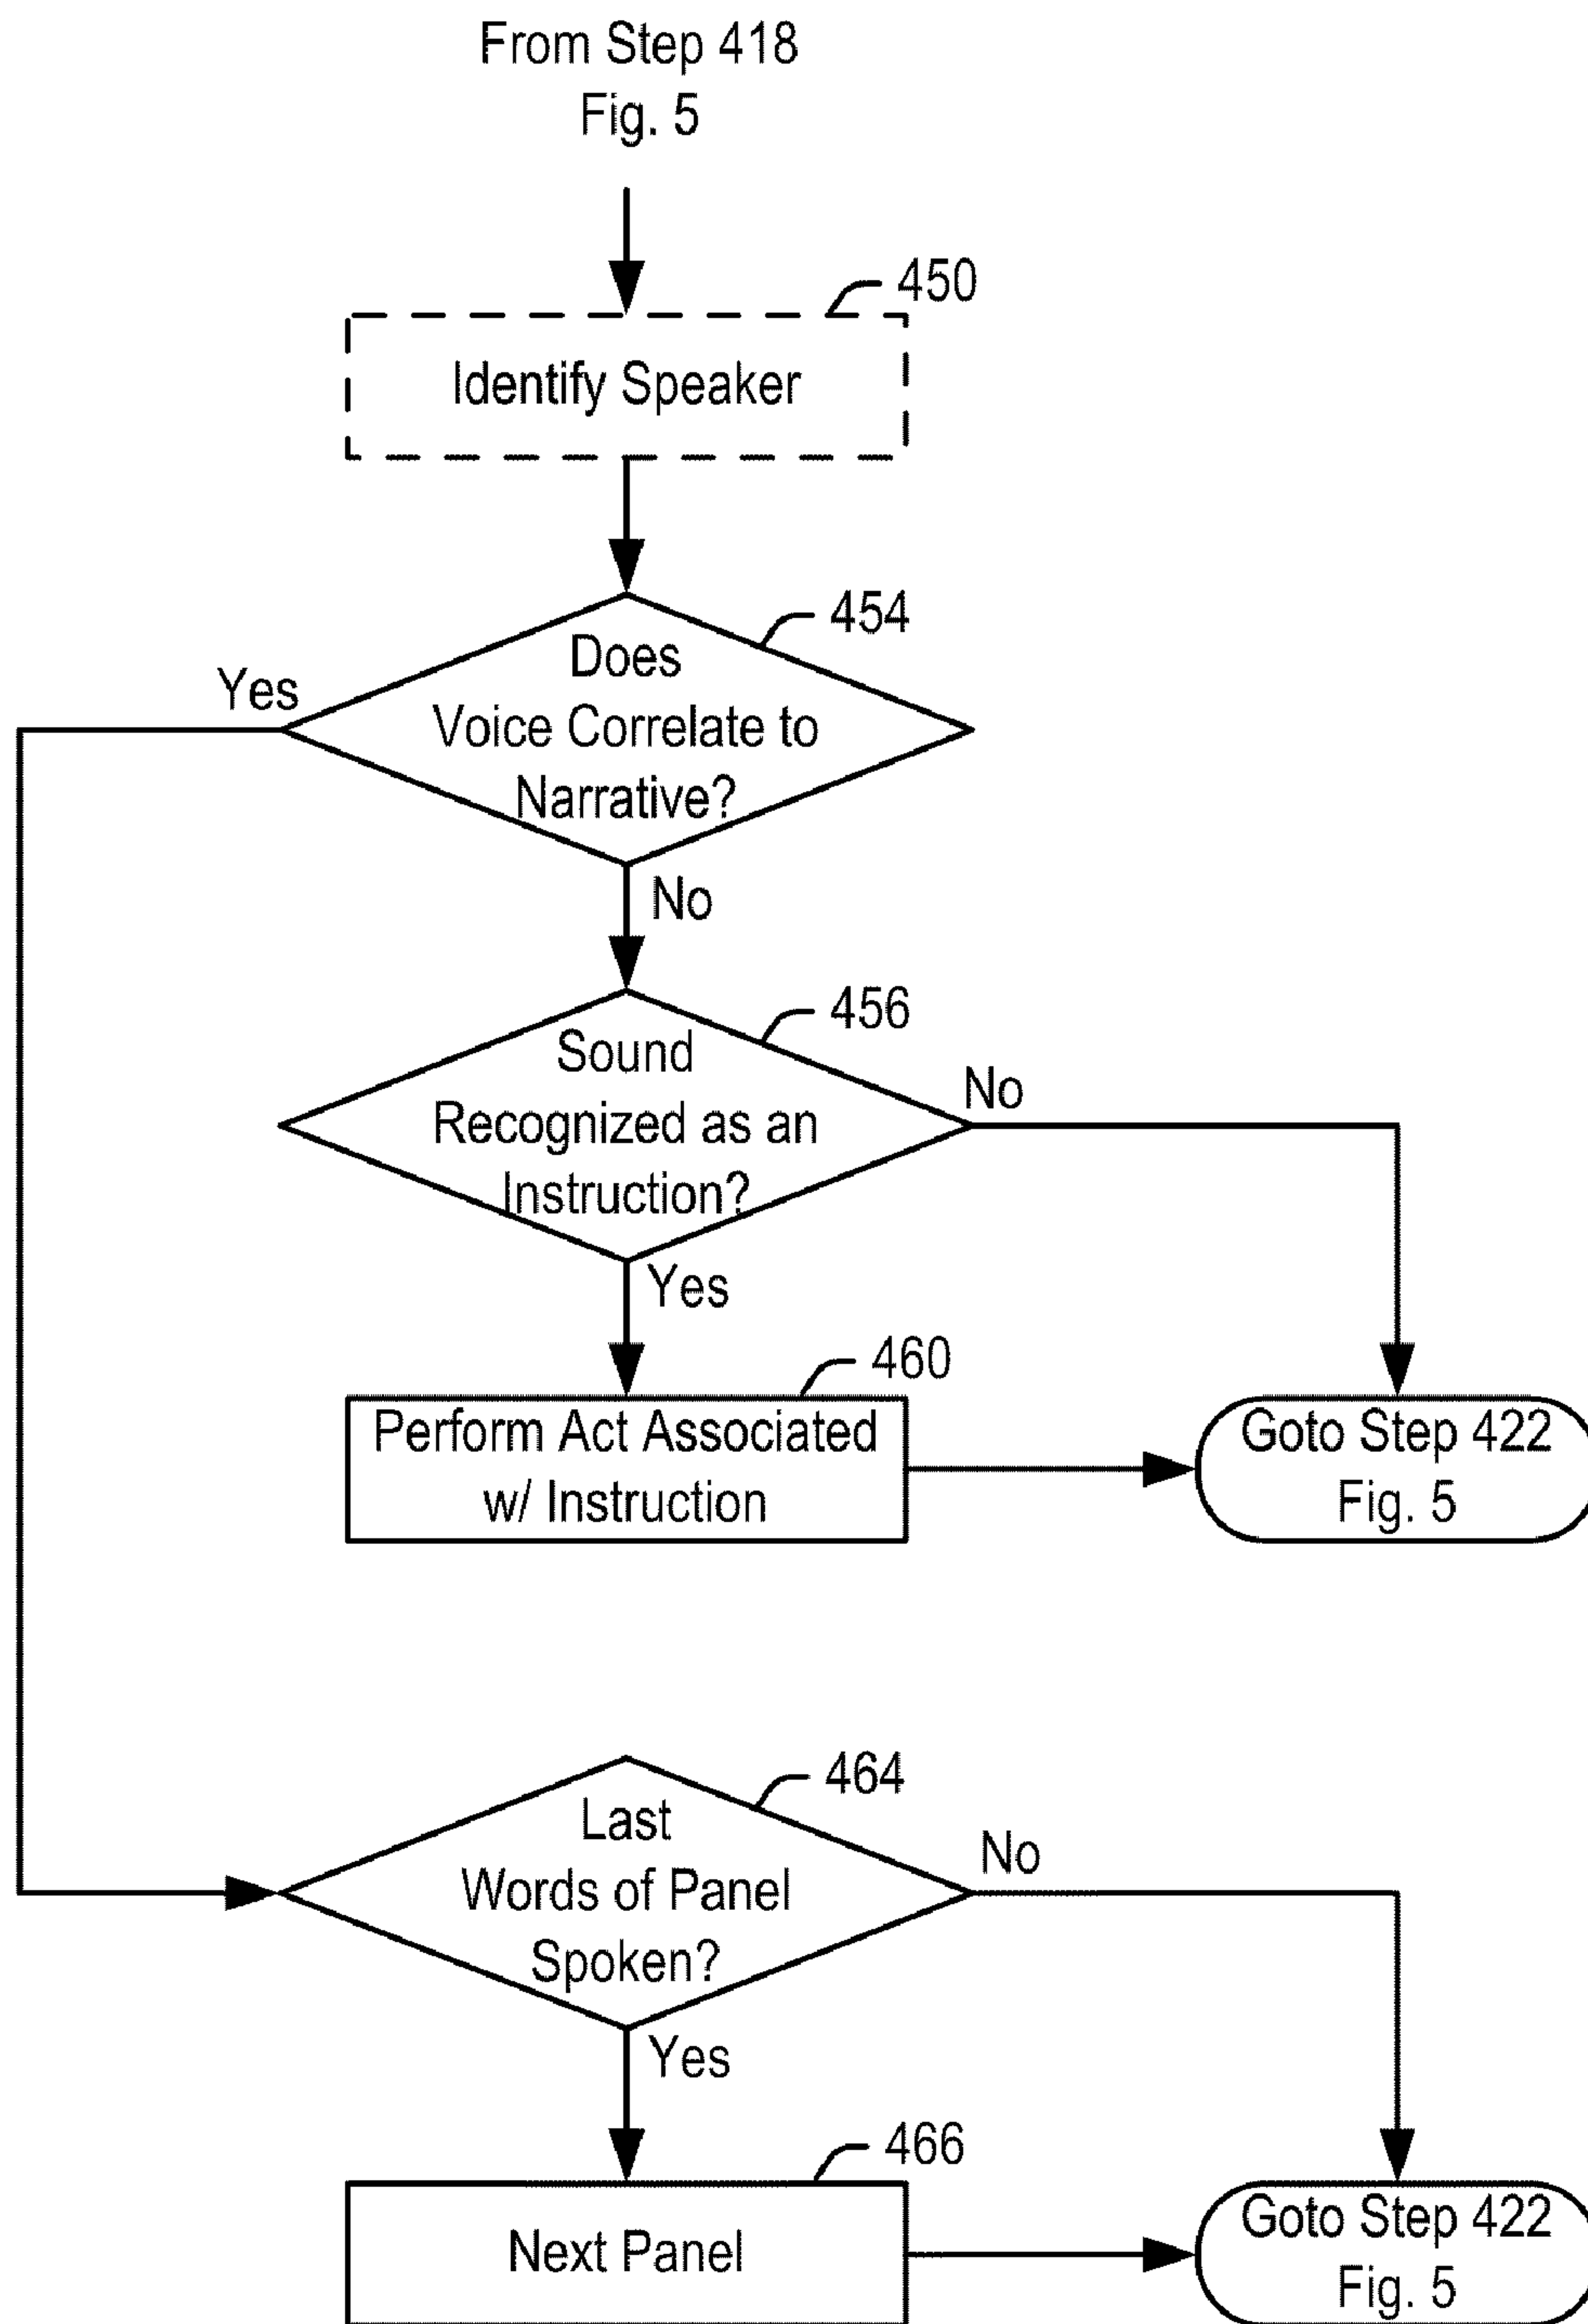 From Step 418
Fig. 5
450
Identify Speaker
454
Does
Voice Correlate to
Narrative?
Yes
No
456
Sound
Recognized as an
Instruction?
No
Yes
460
Perform Act Associated
w/ Instruction
Goto Step 422
Fig. 5
464
Last
Words of Panel
Spoken?
No
Yes
466
Next Panel
Goto Step 422
Fig. 5